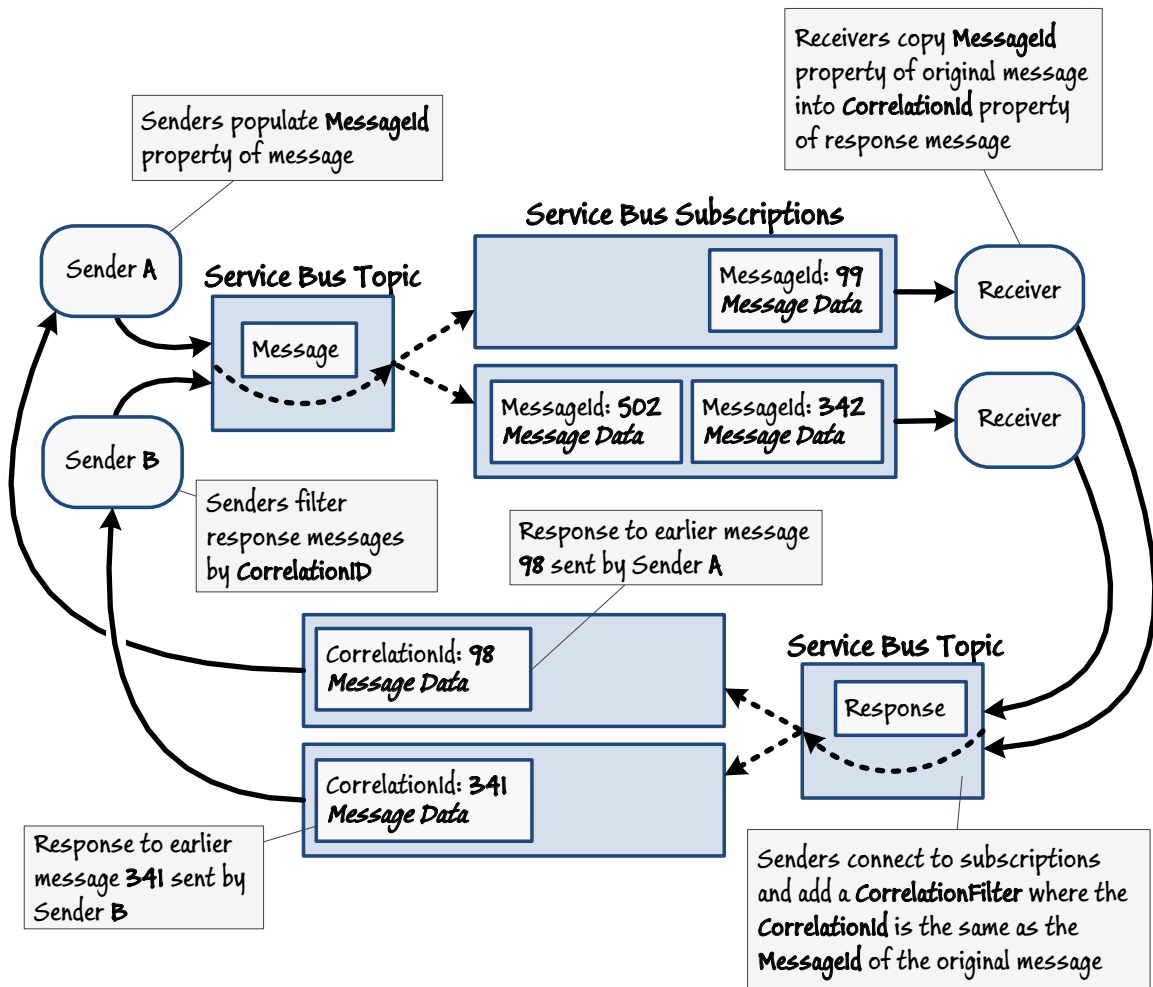 Receivers copy MessageId
property of original message
into CorrelationId property
of response message
Senders populate MessageId
property of message
Service Bus Subscriptions
Sender A
Service Bus Topic
MessageId: 99
Message Data
Receiver
Message
MessageId: 502
Message Data
MessageId: 342
Message Data
Receiver
Sender B
Senders filter
response messages
by CorrelationID
Response to earlier message
98 sent by Sender A
CorrelationId: 98
Message Data
Service Bus Topic
Response
CorrelationId: 341
Message Data
Response to earlier
message 341 sent by
Sender B
Senders connect to subscriptions
and add a CorrelationFilter where the
CorrelationId is the same as the
MessageId of the original message